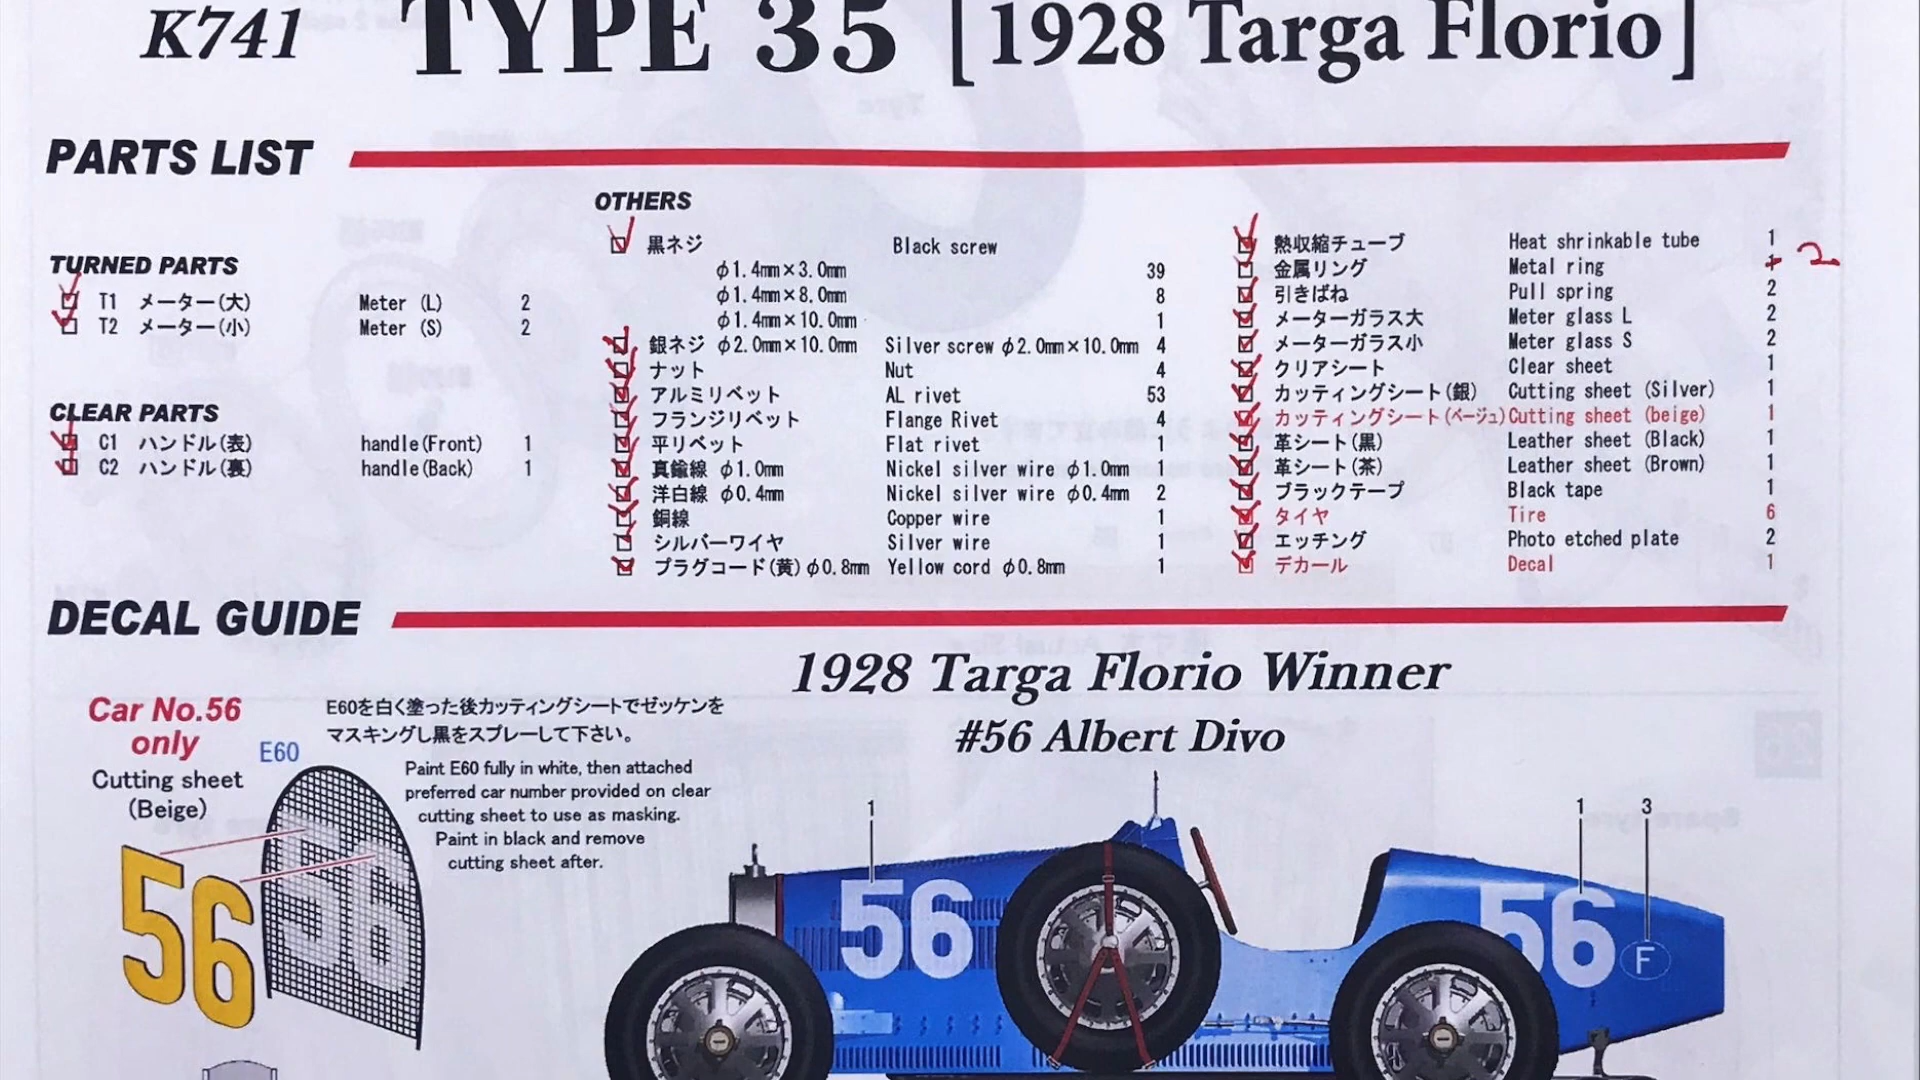 K741 TYPE 35 [1928 Targa Florio]
PARTS LIST
TURNED PARTS
T1 メーター(大) Meter (L) 2
T2 メーター(小) Meter (S) 2
CLEAR PARTS
C1 ハンドル(表) handle(Front) 1
C2 ハンドル(裏) handle(Back) 1
OTHERS
黒ネジ Black screw
φ1.4mm×3.0mm 39
φ1.4mm×8.0mm 8
φ1.4mm×10.0mm 1
銀ネジ φ2.0mm×10.0mm Silver screw φ2.0mm×10.0mm 4
ナット Nut 4
アルミリベット AL rivet 53
フランジリベット Flange Rivet 4
平リベット Flat rivet 4
真鍮線 φ1.0mm Nickel silver wire φ1.0mm 1
洋白線 φ0.4mm Nickel silver wire φ0.4mm 2
銅線 Copper wire 1
シルバーワイヤ Silver wire 1
プラグコード(黄)φ0.8mm Yellow cord φ0.8mm 1
熱収縮チューブ Heat shrinkable tube 1
金属リング Metal ring 1 2
引きばね Pull spring 2
メーターガラス大 Meter glass L 2
メーターガラス小 Meter glass S 2
クリアシート Clear sheet 1
カッティングシート(銀) Cutting sheet (Silver) 1
カッティングシート(ベージュ) Cutting sheet (beige) 1
革シート(黒) Leather sheet (Black) 1
革シート(茶) Leather sheet (Brown) 1
ブラックテープ Black tape 1
タイヤ Tire 6
エッチング Photo etched plate 2
デカール Decal 1
DECAL GUIDE
1928 Targa Florio Winner
#56 Albert Divo
Car No.56
only
E60
Cutting sheet
(Beige)
E60を白く塗った後カッティングシートでゼッケンを
マスキングし黒をスプレーして下さい。
Paint E60 fully in white, then attached
preferred car number provided on clear
cutting sheet to use as masking.
Paint in black and remove
cutting sheet after.
56
56
1
1 3
56
56
F